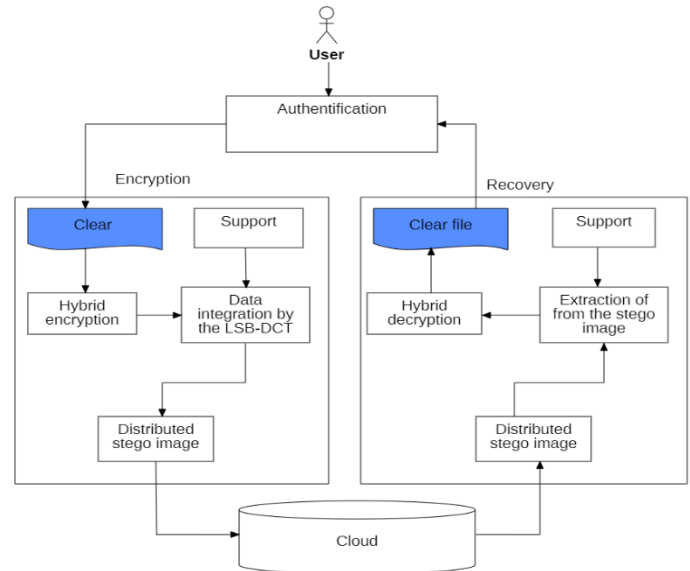 User
Authentification
Encryption
Recovery
Clear
Support
Hybrid
encryption
Data
integration by
the LSB-DCT
Distributed
stego image
Clear file
Support
Hybrid
decryption
Extraction of
from the stego
image
Distributed
stego image
Cloud